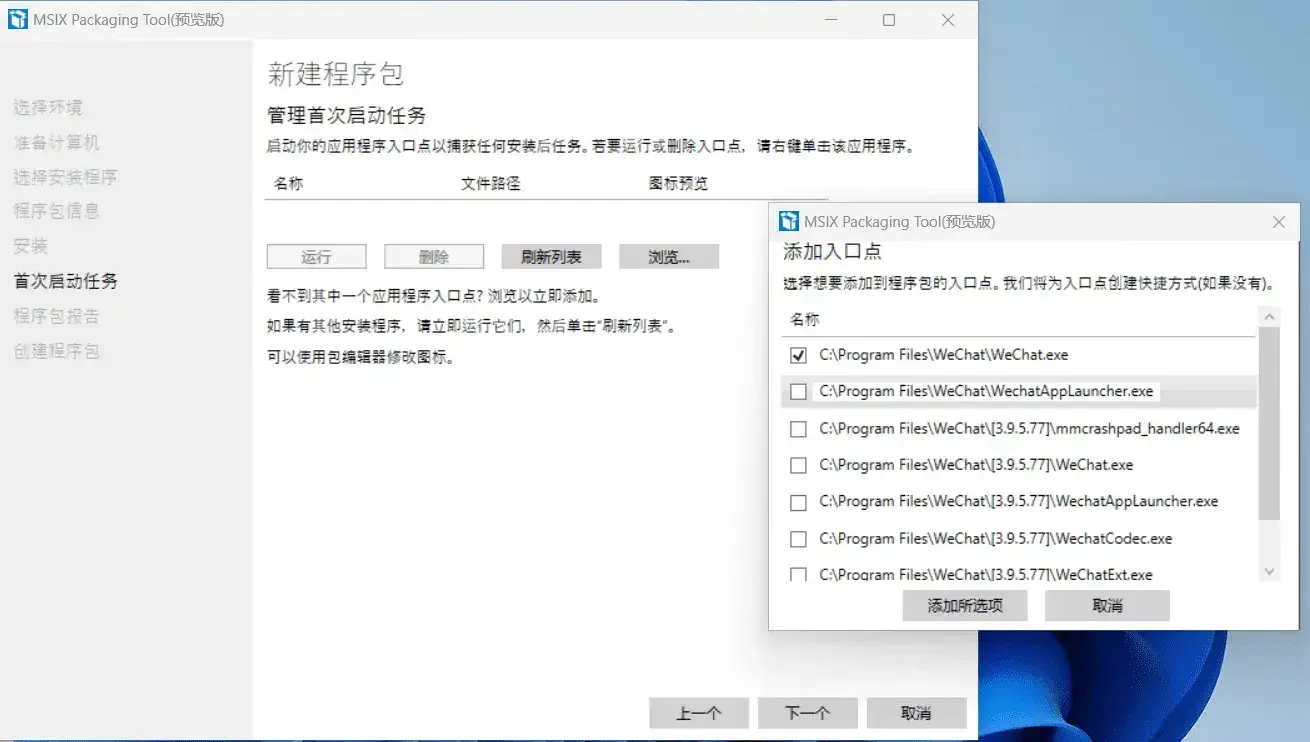 MSIX Packaging Tool(预览版)
选择环境
准备计算机
选择安装程序
程序包信息
安装
首次启动任务
程序包报告
创建程序包
新建程序包
管理首次启动任务
启动你的应用程序入口点以捕获任何安装后任务。若要运行或删除入口点，请右键单击该应用程序。
名称 文件路径 图标预览
运行 删除 刷新列表 浏览...
看不到其中一个应用程序入口点? 浏览以立即添加。
如果有其他安装程序，请立即运行它们，然后单击“刷新列表”。
可以使用包编辑器修改图标。
上一个 下一个 取消
MSIX Packaging Tool(预览版)
添加入口点
选择想要添加到程序包的入口点。我们将为入口点创建快捷方式(如果没有)。
名称
C:\Program Files\WeChat\WeChat.exe
C:\Program Files\WeChat\WechatAppLauncher.exe
C:\Program Files\WeChat\[3.9.5.77]\mmcrashpad_handler64.exe
C:\Program Files\WeChat\[3.9.5.77]\WeChat.exe
C:\Program Files\WeChat\[3.9.5.77]\WechatAppLauncher.exe
C:\Program Files\WeChat\[3.9.5.77]\WechatCodec.exe
C:\Program Files\WeChat\[3.9.5.77]\WeChatExt.exe
添加所选项 取消